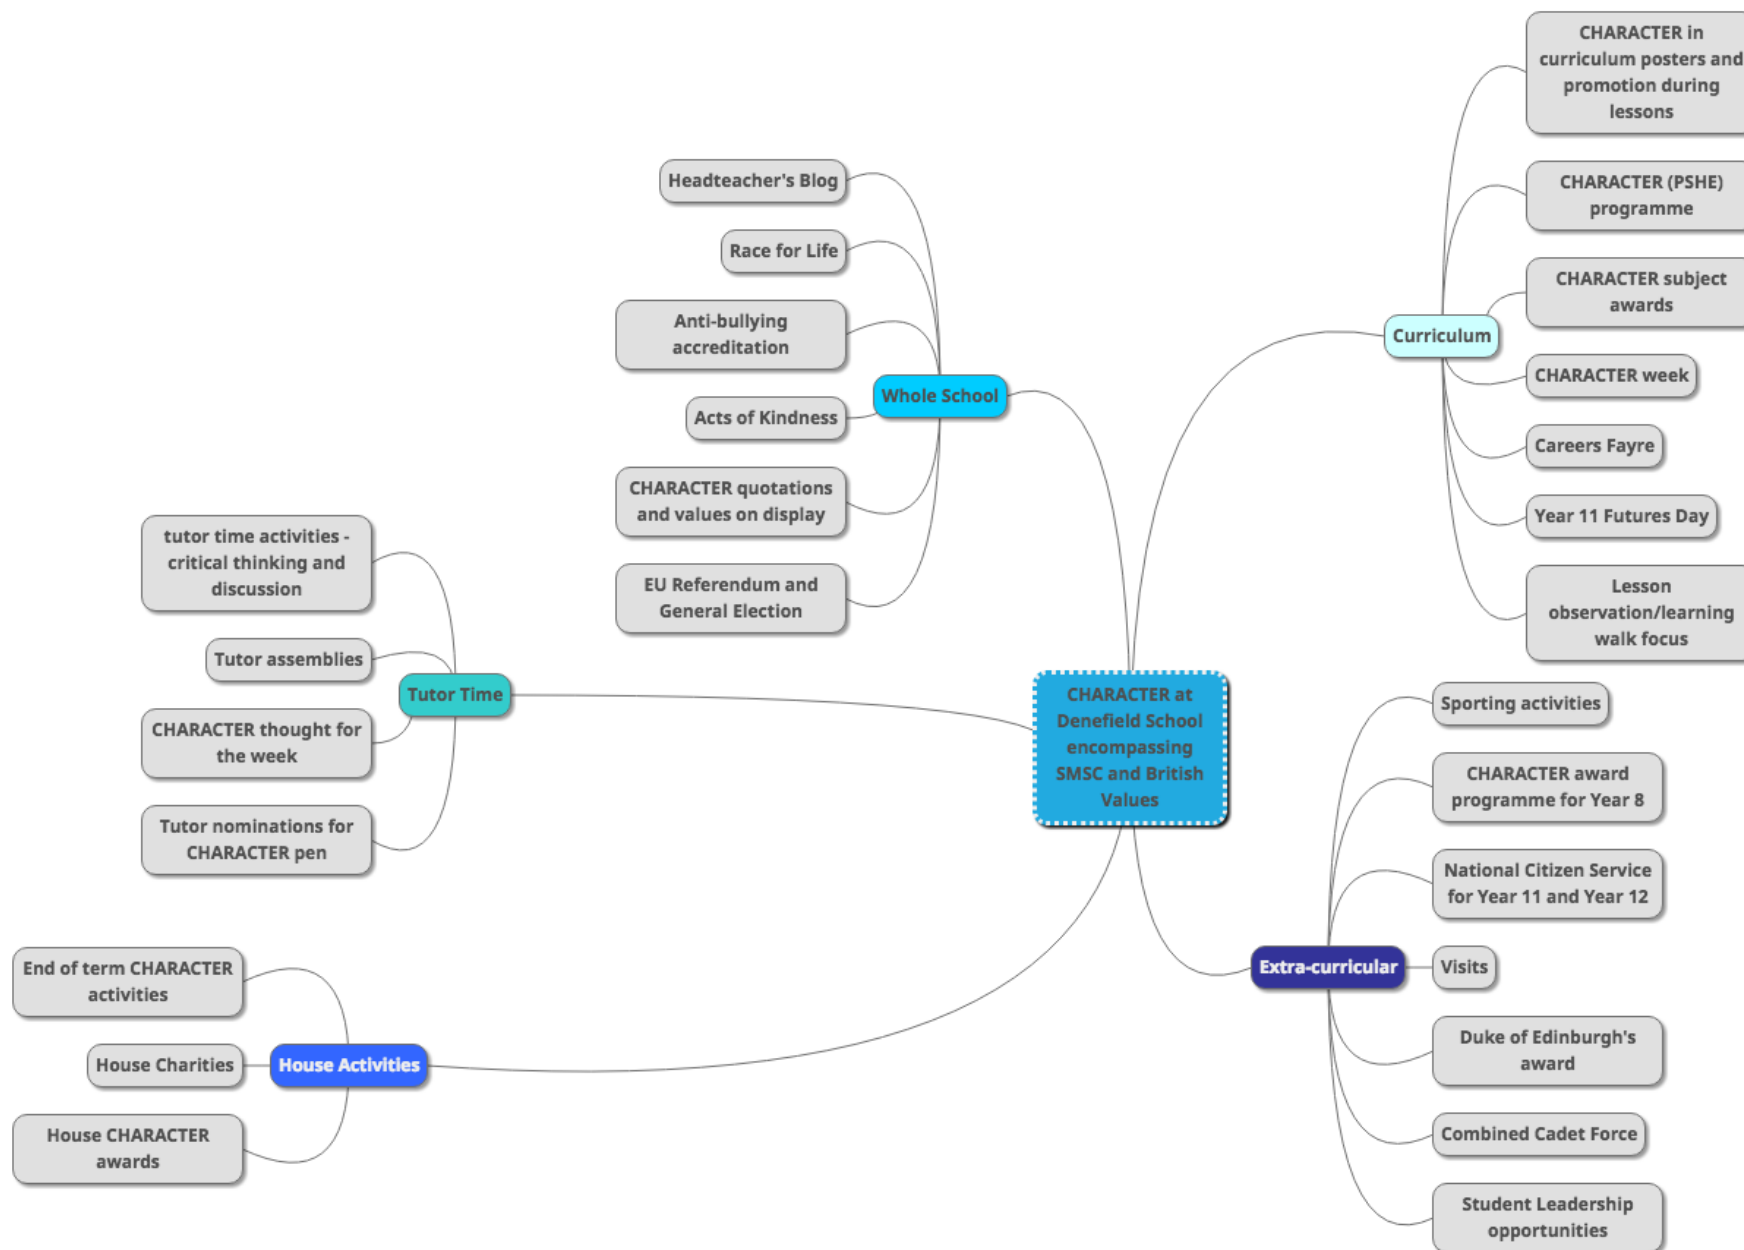 CHARACTER at
Denefield School
encompassing
SMSC and British
Values
Curriculum
CHARACTER in
curriculum posters and
promotion during
lessons
CHARACTER (PSHE)
programme
CHARACTER subject
awards
CHARACTER week
Careers Fayre
Year 11 Futures Day
Lesson
observation/learning
walk focus
Extra-curricular
Sporting activities
CHARACTER award
programme for Year 8
National Citizen Service
for Year 11 and Year 12
Visits
Duke of Edinburgh's
award
Combined Cadet Force
Student Leadership
opportunities
Whole School
Headteacher's Blog
Race for Life
Anti-bullying
accreditation
Acts of Kindness
CHARACTER quotations
and values on display
EU Referendum and
General Election
Tutor Time
tutor time activities -
critical thinking and
discussion
Tutor assemblies
CHARACTER thought for
the week
Tutor nominations for
CHARACTER pen
House Activities
End of term CHARACTER
activities
House Charities
House CHARACTER
awards